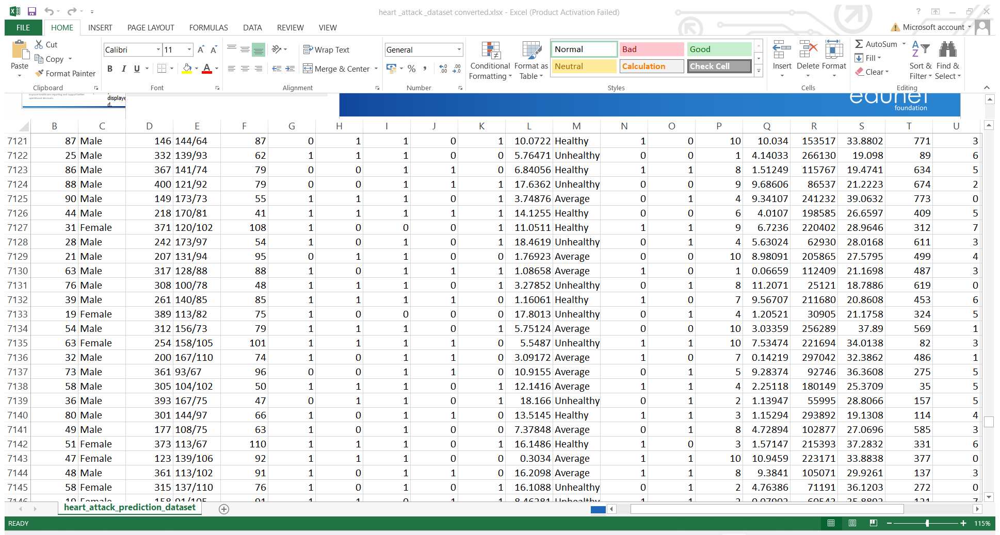 heart _attack _dataset converted.xlsx - Excel (Product Activation Failed)
FILE HOME INSERT PAGE LAYOUT FORMULAS DATA REVIEW VIEW Microsoft account
Cut
Copy
Format Painter
Paste
Clipboard
Calibri 11
B I U
Font
Wrap Text
Merge & Center
Alignment
General
Number
Conditional Formatting
Format as Table
Normal Bad Good
Neutral Calculation Check Cell
Styles
Insert Delete Format
Cells
AutoSum
Fill
Clear
Sort & Filter
Find & Select
Editing
improve healthcare reporting and support better
operational decisions.
displaye
d.
edunet
foundation
B C D E F G H I J K L M N O P Q R S T U
7121 87 Male 146 144/64 87 0 1 1 0 1 10.0722 Healthy 1 0 10 10.034 153517 33.8802 771 3
7122 25 Male 332 139/93 62 1 1 1 0 0 5.76471 Unhealthy 0 0 1 4.14033 266130 19.098 89 6
7123 86 Male 367 141/74 79 0 0 1 1 0 6.84056 Healthy 1 1 8 1.51249 115767 19.4741 634 5
7124 88 Male 400 121/92 79 0 0 1 1 1 17.6362 Unhealthy 0 0 9 9.68606 86537 21.2223 674 2
7125 90 Male 149 173/73 55 1 1 1 0 1 3.74876 Average 0 1 4 9.34107 241232 39.0632 773 0
7126 44 Male 218 170/81 41 1 1 1 1 1 14.1255 Healthy 0 0 6 4.0107 198585 26.6597 409 5
7127 31 Female 371 120/102 108 1 0 0 0 1 11.0511 Healthy 1 1 9 6.7236 220402 28.9646 312 7
7128 28 Male 242 173/97 54 1 0 1 0 1 18.4619 Unhealthy 0 1 4 5.63024 62930 28.0168 611 3
7129 21 Male 207 131/94 95 0 1 1 0 0 1.76923 Average 0 0 10 8.98091 205865 27.5795 499 4
7130 63 Male 317 128/88 88 1 0 1 1 1 1.08658 Average 1 0 1 0.06659 112409 21.1698 487 3
7131 76 Male 308 100/78 48 1 1 1 0 1 3.27852 Unhealthy 0 1 8 11.2071 25121 18.7886 619 0
7132 39 Male 261 140/85 85 1 1 1 1 0 1.16061 Healthy 1 0 7 9.56707 211680 20.8608 453 6
7133 19 Female 389 113/82 75 1 0 0 0 0 17.8013 Unhealthy 0 1 4 1.20521 30905 21.1758 324 5
7134 54 Male 312 156/73 79 1 1 1 0 1 5.75124 Average 0 0 10 3.03359 256289 37.89 569 1
7135 63 Female 254 158/105 101 1 1 1 1 0 5.5487 Unhealthy 1 1 10 7.53474 221694 34.0138 82 3
7136 32 Male 200 167/110 74 1 0 1 1 0 3.09172 Average 1 0 7 0.14219 297042 32.3862 486 1
7137 73 Male 361 93/67 96 0 0 1 1 0 10.9155 Average 0 1 5 9.28374 92746 36.3608 275 5
7138 58 Male 305 104/102 50 1 1 1 0 1 12.1416 Average 1 1 4 2.25118 180149 25.3709 35 5
7139 36 Male 393 167/75 47 0 1 1 0 1 18.166 Unhealthy 0 1 2 1.13947 55995 28.8066 157 5
7140 80 Male 301 144/97 66 1 0 1 1 0 13.5145 Healthy 1 1 3 1.15294 293892 19.1308 114 4
7141 49 Male 177 108/75 63 1 0 1 0 0 7.37848 Average 0 1 8 4.72894 102877 27.0696 585 3
7142 51 Female 373 113/67 110 1 1 1 0 1 16.1486 Healthy 1 0 3 1.57147 215393 37.2832 331 6
7143 47 Female 123 139/106 92 1 1 1 0 0 0.3034 Average 1 1 10 10.9459 223171 33.8838 377 0
7144 48 Male 361 113/102 91 1 0 1 1 0 16.2098 Average 1 1 8 9.3841 105071 29.9261 137 3
7145 58 Female 315 137/110 76 1 0 1 0 1 16.1088 Unhealthy 0 1 2 4.76386 71191 36.1203 272 0
heart_attack_prediction_dataset
READY 115%